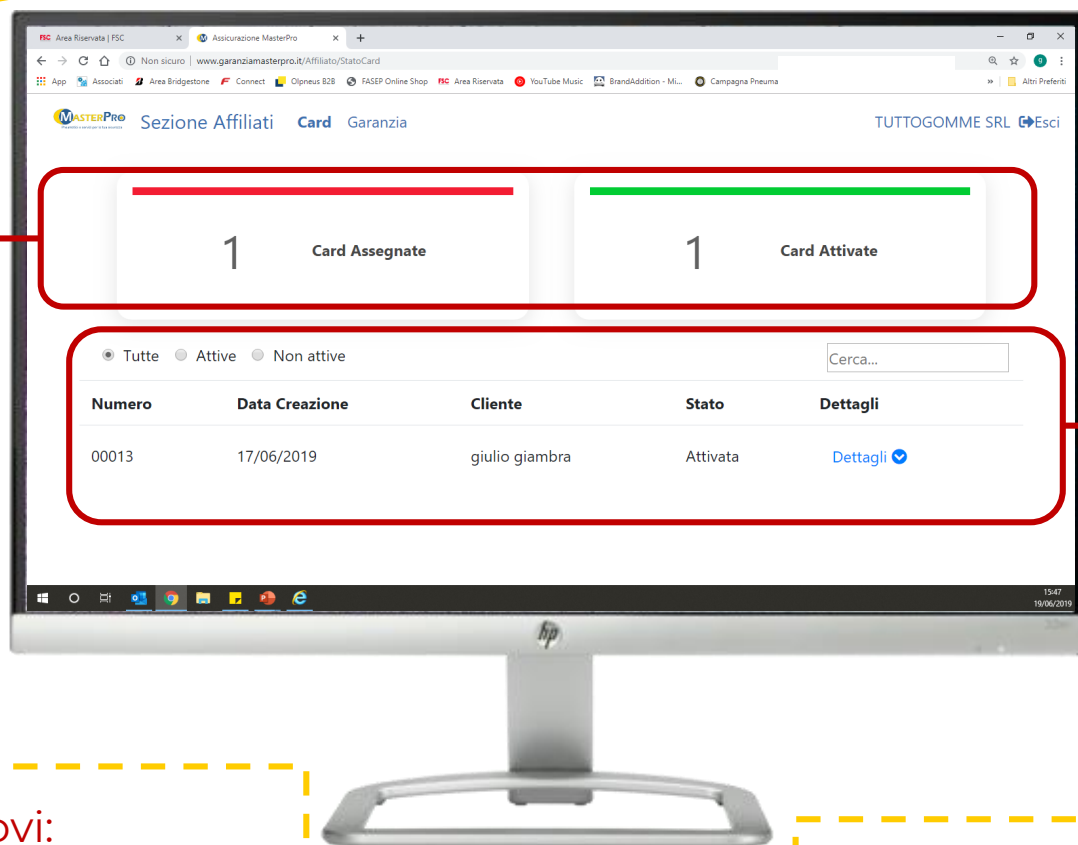 FSC Area Riservata | FSC × Assicurazione MasterPro × +
Non sicuro | www.garanziamasterpro.it/Affiliato/StatoCard
App Associati Area Bridgestone Connect Olpneus B2B FASEP Online Shop FSC Area Riservata YouTube Music BrandAddition - Mi... Campagna Pneuma » Altri Preferiti
MASTERPRO Sezione Affiliati Card Garanzia TUTTOGOMME SRL Esci
1 Card Assegnate 1 Card Attivate
Tutte Attive Non attive Cerca...
Numero Data Creazione Cliente Stato Dettagli
00013 17/06/2019 giulio giambra Attivata Dettagli
15:47
19/06/2019
hp
ovi: